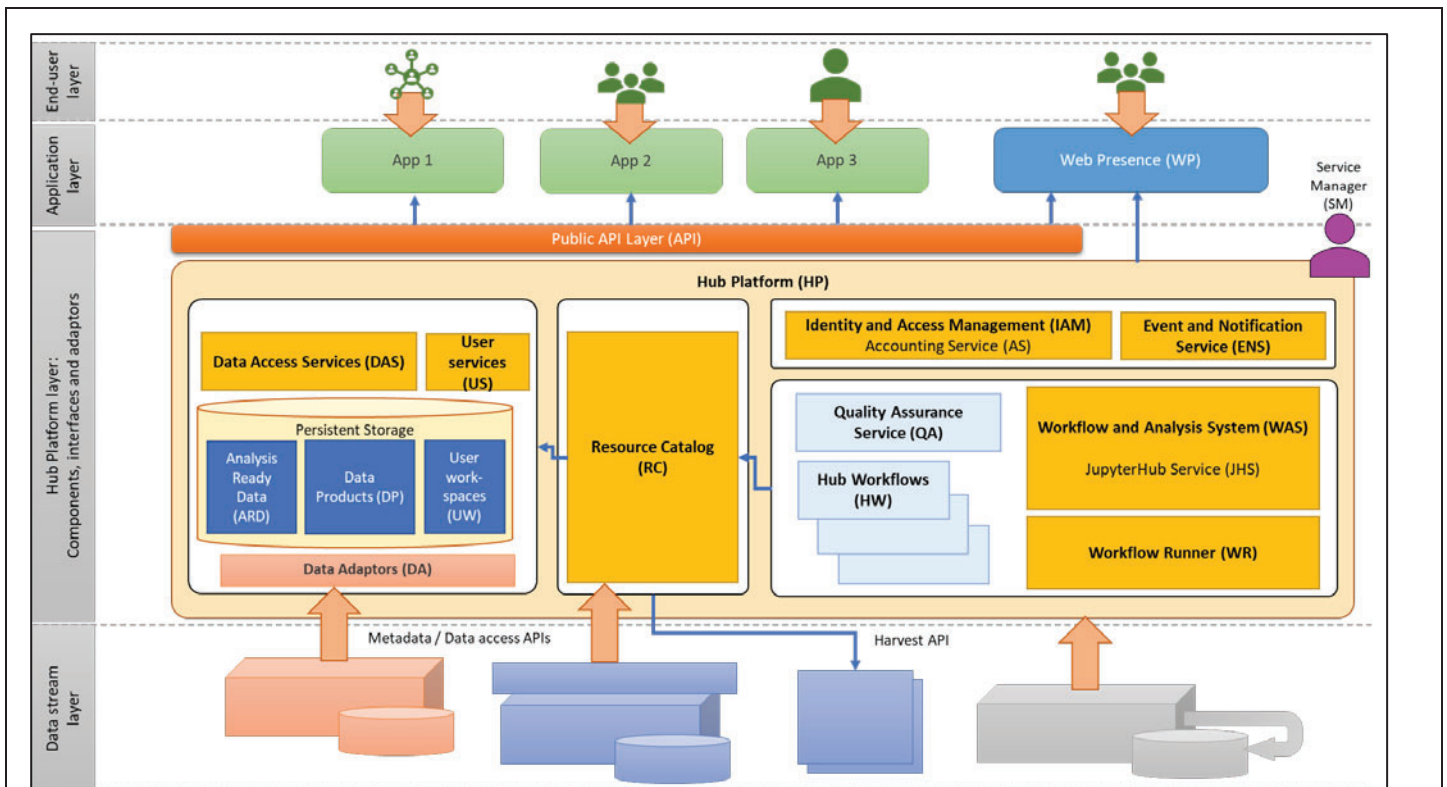 End-user
layer
Application
layer
App 1
App 2
App 3
Web Presence (WP)
Service
Manager
(SM)
Hub Platform layer:
Components, interfaces and adaptors
Public API Layer (API)
Hub Platform (HP)
Data Access Services (DAS)
User
services
(US)
Persistent Storage
Analysis
Ready
Data
(ARD)
Data
Products (DP)
User
work-
spaces
(UW)
Data Adaptors (DA)
Resource Catalog
(RC)
Identity and Access Management (IAM)
Accounting Service (AS)
Event and Notification
Service (ENS)
Quality Assurance
Service (QA)
Hub Workflows
(HW)
Workflow and Analysis System (WAS)
JupyterHub Service (JHS)
Workflow Runner (WR)
Data stream
layer
Metadata / Data access APIs
Harvest API